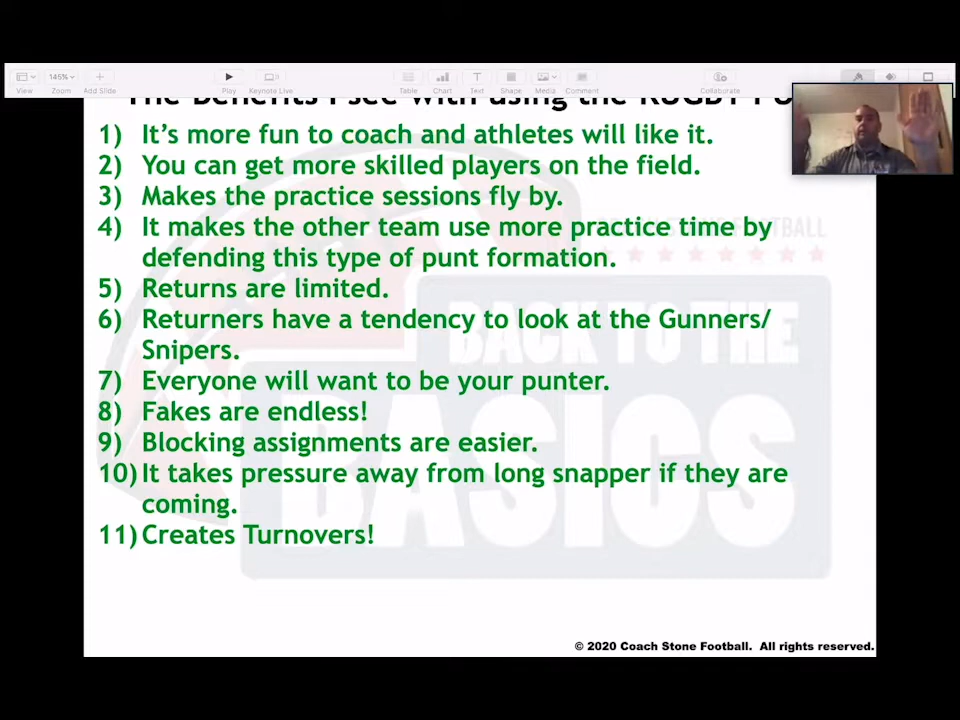 View
145%
Zoom
Add Slide
Play
Keynote Live
Table
Chart
Text
Shape
Media
Comment
Collaborate
The Benefits I see with using the RUGBY
1) It's more fun to coach and athletes will like it.
2) You can get more skilled players on the field.
3) Makes the practice sessions fly by.
4) It makes the other team use more practice time by
defending this type of punt formation.
5) Returns are limited.
6) Returners have a tendency to look at the Gunners/
Snipers.
7) Everyone will want to be your punter.
8) Fakes are endless!
9) Blocking assignments are easier.
10) It takes pressure away from long snapper if they are
coming.
11) Creates Turnovers!
FOOTBALL
BACK TO THE
BASICS
© 2020 Coach Stone Football. All rights reserved.